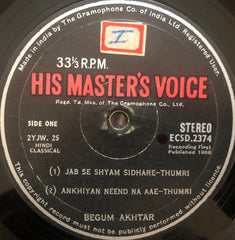 Made in India by The Gramophone Co. of India Ltd. Registered User.
I
33⅓ R.P.M.
HIS MASTER'S VOICE
Regd. Td. Mks. of The Gramophone Co., Ltd.
SIDE ONE
STEREO
ECSD.2374
2YJW. 25
Recording First
Published 1968
HINDI
CLASSICAL
(1) JAB SE SHYAM SIDHARE-THUMRI
(2) ANKHIYAN NEEND NA AAE-THUMRI
BEGUM AKHTAR
This copyright record must not be publicly performed without licence.